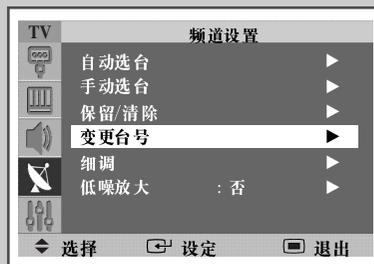 TV 频道设置
自动选台
手动选台
保留/清除
变更台号
细调
低噪放大 : 否
选择 设定 退出